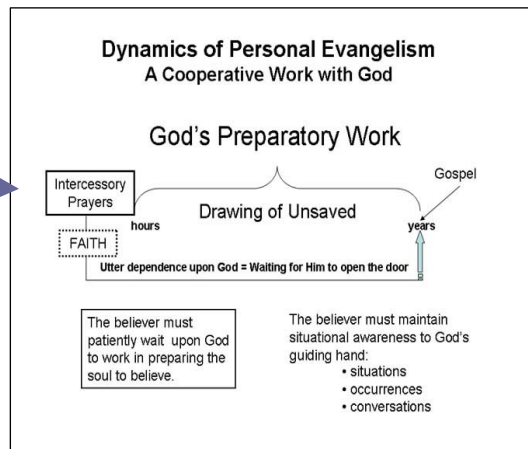 Dynamics of Personal Evangelism
A Cooperative Work with God
God's Preparatory Work
Intercessory
Prayers
Gospel
Drawing of Unsaved
hours
years
FAITH
Utter dependence upon God = Waiting for Him to open the door
The believer must
patiently wait upon God
to work in preparing the
soul to believe.
The believer must maintain
situational awareness to God's
guiding hand:
• situations
• occurrences
• conversations